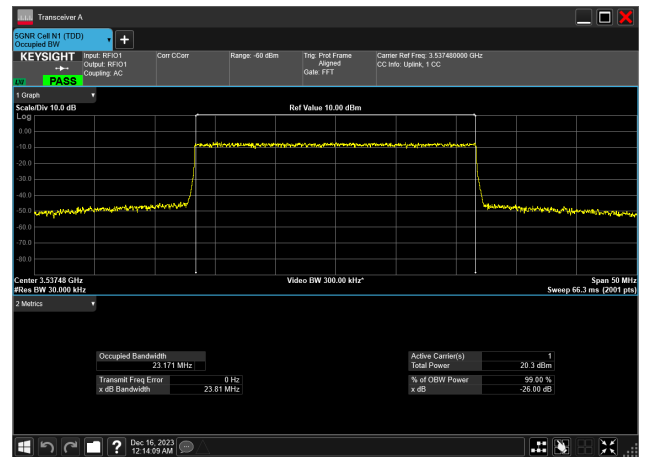 Transceiver A
5GNR Cell N1 (TDD)
Occupied BW
KEYSIGHT
LW PASS
Input: RFIO1
Output: RFIO1
Coupling: AC
Corr CCorr
Range: -60 dBm
Trig: Prot Frame
Aligned
Gate: FFT
Carrier Ref Freq: 3.537480000 GHz
CC Info: Uplink, 1 CC
1 Graph
Scale/Div 10.0 dB
Ref Value 10.00 dBm
Log
0.00
-10.0
-20.0
-30.0
-40.0
-50.0
-60.0
-70.0
-80.0
Center 3.53748 GHz
Video BW 300.00 kHz*
Span 50 MHz
#Res BW 30.000 kHz
Sweep 66.3 ms (2001 pts)
2 Metrics
Occupied Bandwidth
23.171 MHz
Active Carrier(s) 1
Total Power 20.3 dBm
Transmit Freq Error 0 Hz
x dB Bandwidth 23.81 MHz
% of OBW Power 99.00 %
x dB -26.00 dB
?
Dec 16, 2023
12:14:09 AM